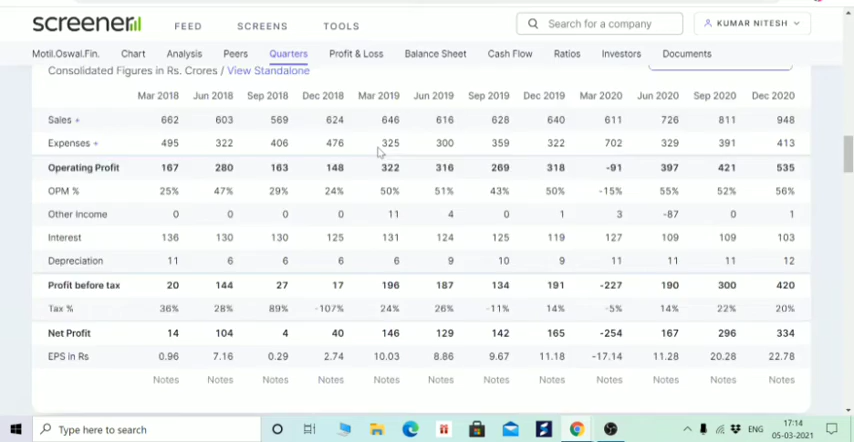 screener
FEED SCREENS TOOLS
Search for a company
KUMAR NITESH
Motil.Oswal.Fin. Chart Analysis Peers Quarters Profit & Loss Balance Sheet Cash Flow Ratios Investors Documents
Consolidated Figures in Rs. Crores / View Standalone
Mar 2018 Jun 2018 Sep 2018 Dec 2018 Mar 2019 Jun 2019 Sep 2019 Dec 2019 Mar 2020 Jun 2020 Sep 2020 Dec 2020
Sales + 662 603 569 624 646 616 628 640 611 726 811 948
Expenses + 495 322 406 476 325 300 359 322 702 329 391 413
Operating Profit 167 280 163 148 322 316 269 318 -91 397 421 535
OPM % 25% 47% 29% 24% 50% 51% 43% 50% -15% 55% 52% 56%
Other Income 0 0 0 0 11 4 0 1 3 -87 0 1
Interest 136 130 130 125 131 124 125 119 127 109 109 103
Depreciation 11 6 6 6 6 9 10 9 11 11 11 12
Profit before tax 20 144 27 17 196 187 134 191 -227 190 300 420
Tax % 36% 28% 89% -107% 24% 26% -11% 14% -5% 14% 22% 20%
Net Profit 14 104 4 40 146 129 142 165 -254 167 296 334
EPS in Rs 0.96 7.16 0.29 2.74 10.03 8.86 9.67 11.18 -17.14 11.28 20.28 22.78
Notes Notes Notes Notes Notes Notes Notes Notes Notes Notes Notes Notes
Type here to search
ENG
17:14
05-03-2021